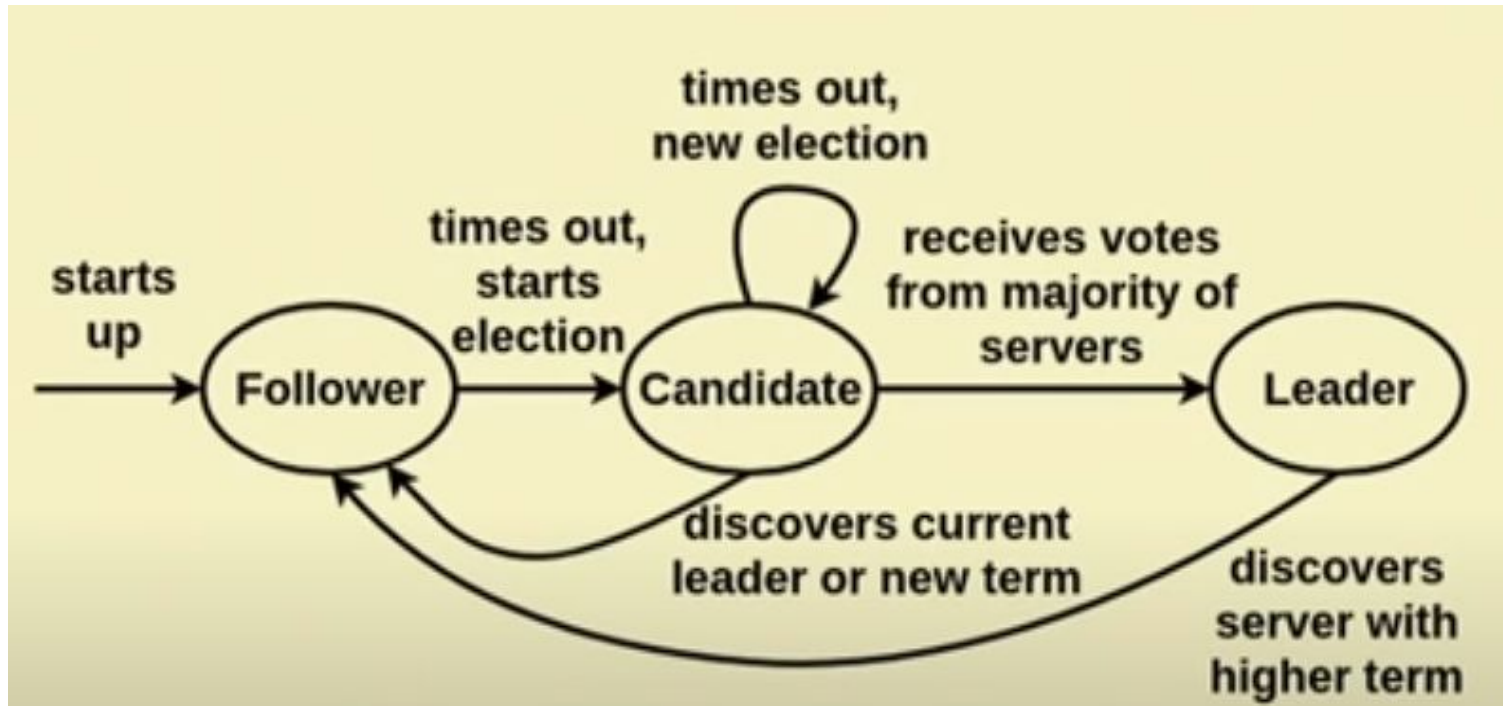 times out,
new election
times out,
starts
election
receives votes
from majority of
servers
starts
up
Follower
Candidate
Leader
discovers current
leader or new term
discovers
server with
higher term